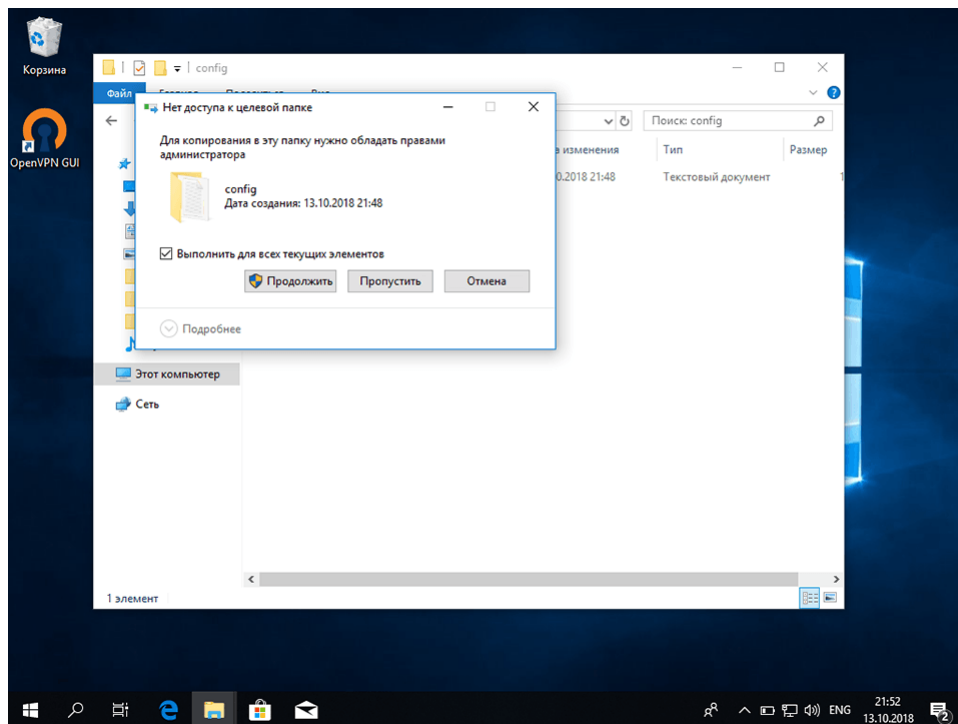 Корзина
OpenVPN GUI
config
Файл
Нет доступа к целевой папке
Для копирования в эту папку нужно обладать правами
администратора
config
Дата создания: 13.10.2018 21:48
Выполнить для всех текущих элементов
Продолжить
Пропустить
Отмена
Подробнее
Поиск: config
изменения
Тип
Размер
.2018 21:48
Текстовый документ
1
Этот компьютер
Сеть
1 элемент
ENG
21:52
13.10.2018
2